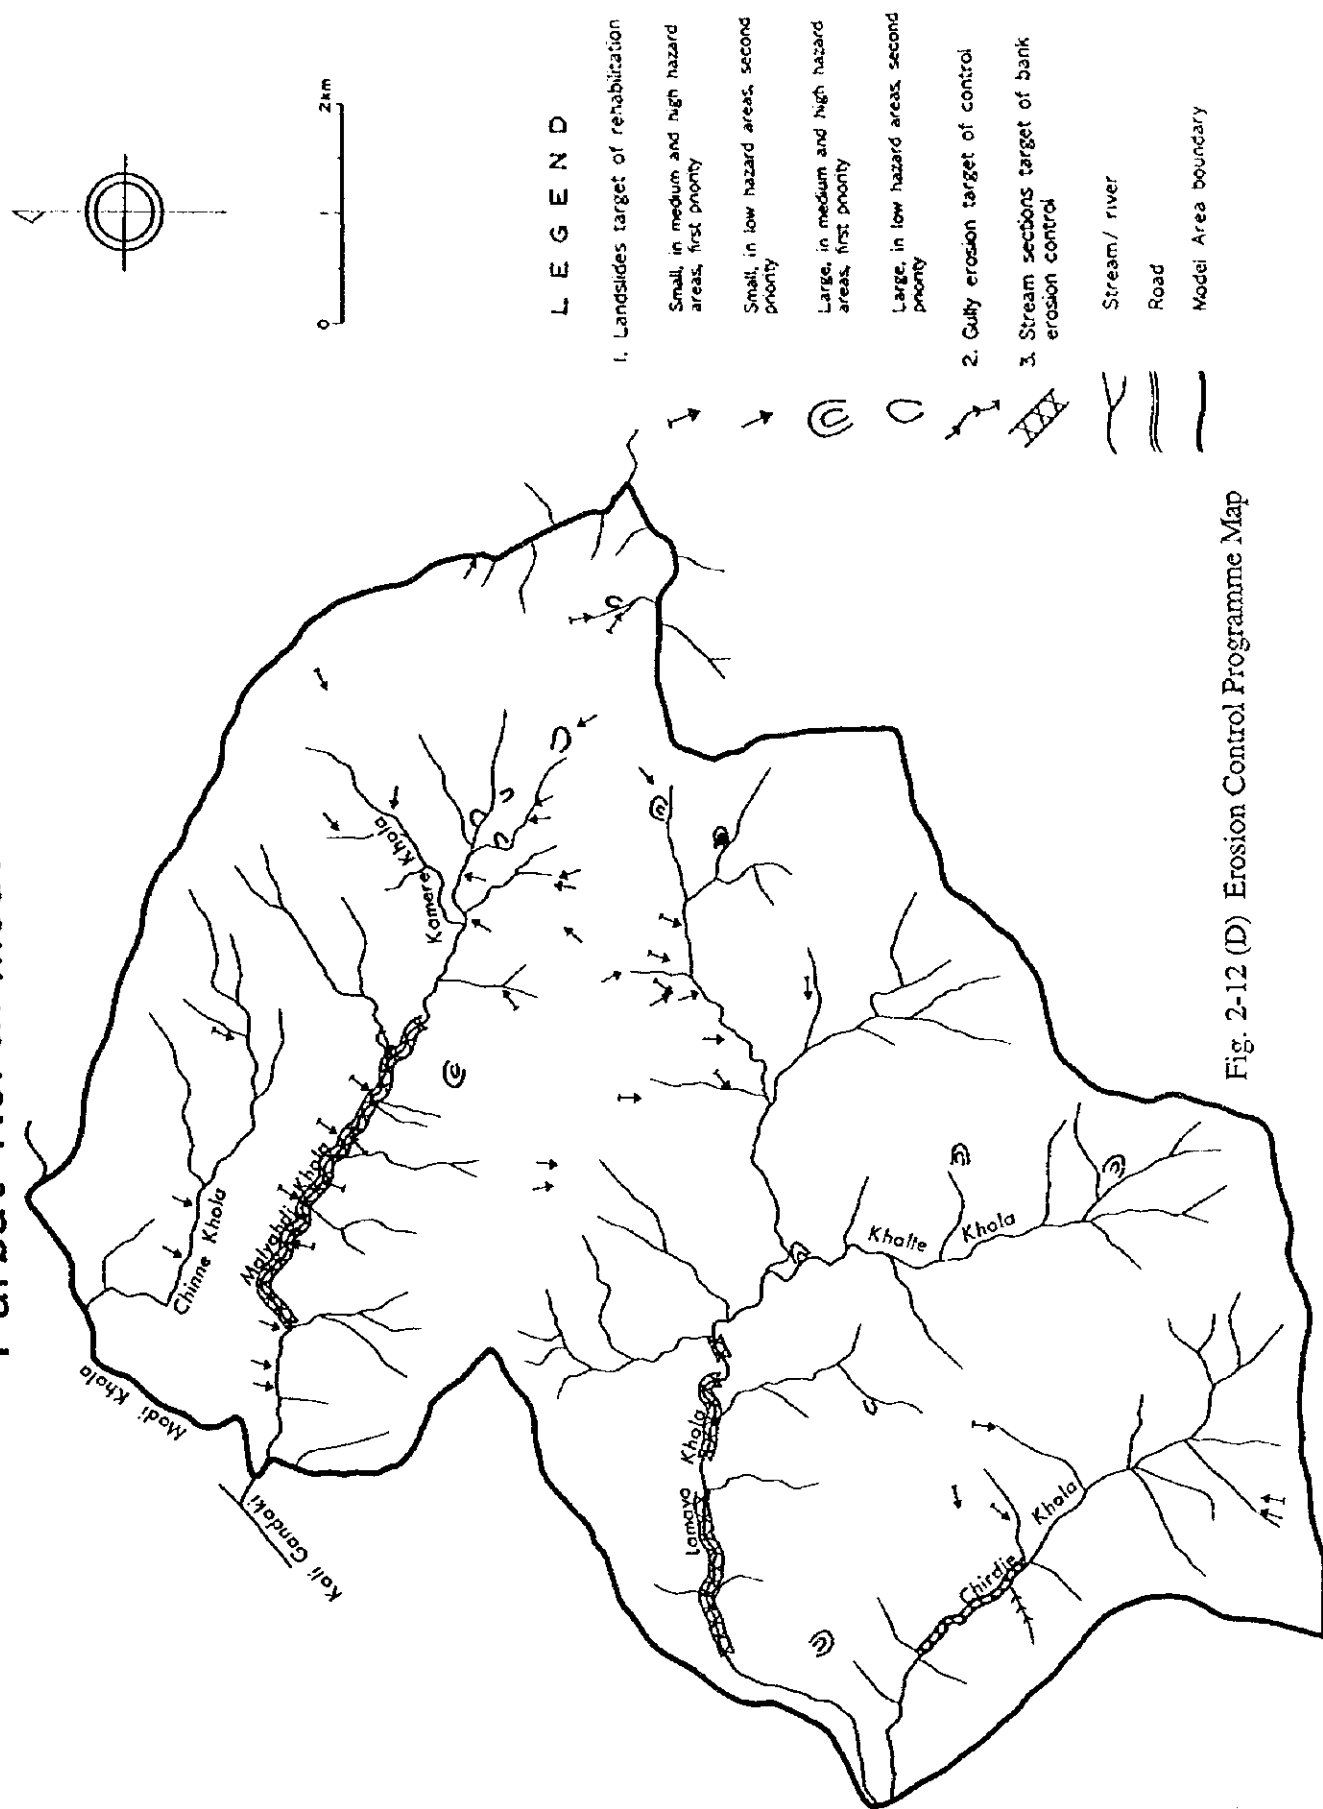 2km
0
L E G E N D
1. Landslides target of rehabilitation
Small, in medium and high hazard
areas, first priority
Small, in low hazard areas, second
priority
Large, in medium and high hazard
areas, first priority
Large, in low hazard areas, second
priority
2. Gully erosion target of control
3. Stream sections target of bank
erosion control
Stream/ river
Road
Model Area boundary
Modi Khola
Kali Gandaki
Chinne Khola
Malyahdi Khola
Kamere Khola
Lamaya Khola
Khalte Khola
Chirdie Khola
Fig. 2-12 (D) Erosion Control Programme Map